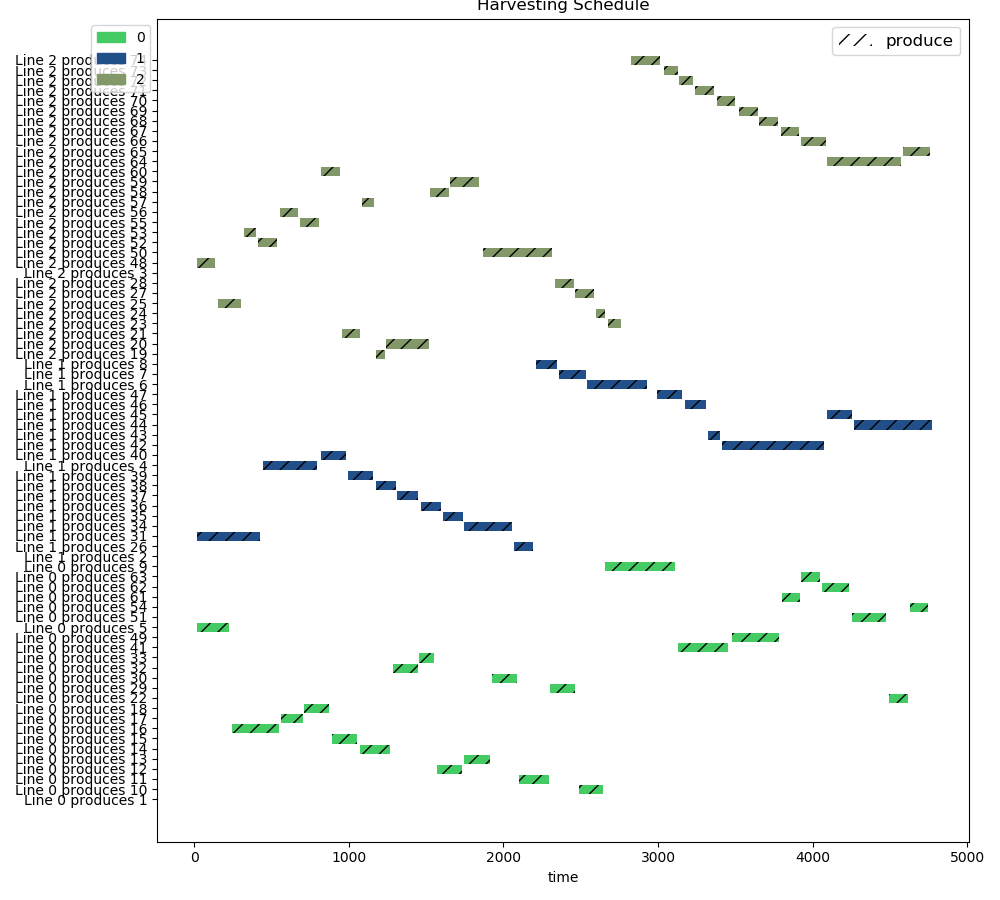 Harvesting Schedule
0
1
2
produce
Line 2 produces
Line 2 produces 73
Line 2 produces
Line 2 produces 71
Line 2 produces 70
Line 2 produces 69
Line 2 produces 68
Line 2 produces 67
Line 2 produces 66
Line 2 produces 65
Line 2 produces 64
Line 2 produces 60
Line 2 produces 59
Line 2 produces 58
Line 2 produces 57
Line 2 produces 56
Line 2 produces 55
Line 2 produces 53
Line 2 produces 52
Line 2 produces 50
Line 2 produces 48
Line 2 produces 3
Line 2 produces 28
Line 2 produces 27
Line 2 produces 25
Line 2 produces 24
Line 2 produces 23
Line 2 produces 21
Line 2 produces 20
Line 2 produces 19
Line 1 produces 8
Line 1 produces 7
Line 1 produces 6
Line 1 produces 47
Line 1 produces 46
Line 1 produces 45
Line 1 produces 44
Line 1 produces 43
Line 1 produces 42
Line 1 produces 40
Line 1 produces 4
Line 1 produces 39
Line 1 produces 38
Line 1 produces 37
Line 1 produces 36
Line 1 produces 35
Line 1 produces 34
Line 1 produces 31
Line 1 produces 26
Line 1 produces 2
Line 0 produces 9
Line 0 produces 63
Line 0 produces 62
Line 0 produces 61
Line 0 produces 54
Line 0 produces 51
Line 0 produces 5
Line 0 produces 49
Line 0 produces 41
Line 0 produces 33
Line 0 produces 32
Line 0 produces 30
Line 0 produces 29
Line 0 produces 22
Line 0 produces 18
Line 0 produces 17
Line 0 produces 16
Line 0 produces 15
Line 0 produces 14
Line 0 produces 13
Line 0 produces 12
Line 0 produces 11
Line 0 produces 10
Line 0 produces 1
0 1000 2000 3000 4000 5000
time